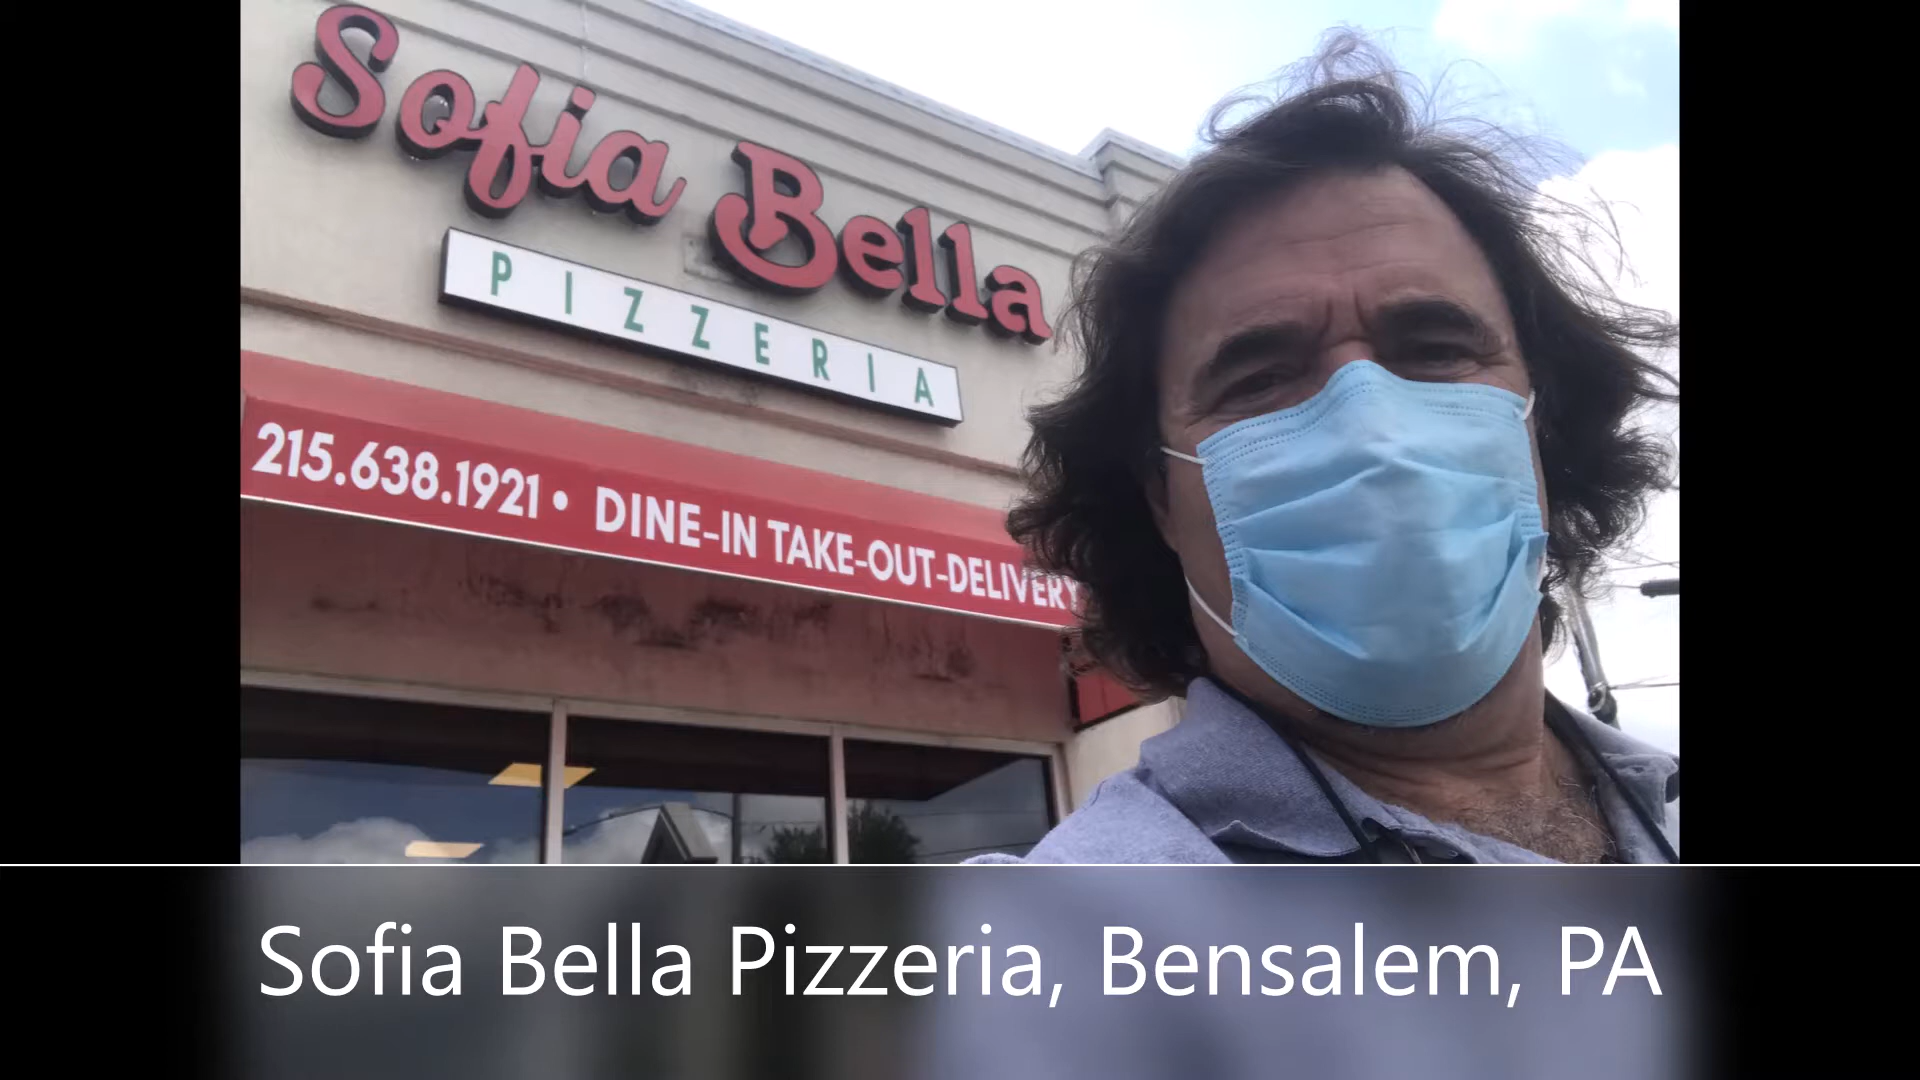 Sofia Bella
PIZZERIA
215.638.1921 • DINE-IN TAKE-OUT-DELIVERY
Sofia Bella Pizzeria, Bensalem, PA